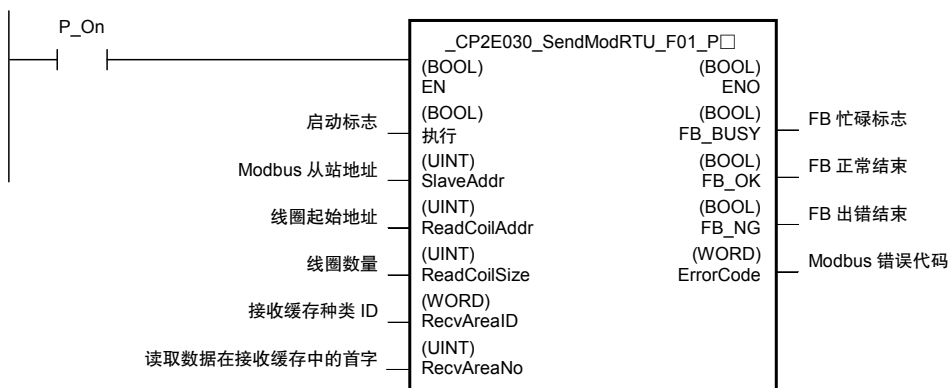 P_On
_CP2E030_SendModRTU_F01_P□
(BOOL) (BOOL)
EN ENO
启动标志 (BOOL) (BOOL) FB 忙碌标志
执行 FB_BUSY
Modbus 从站地址 (UINT) (BOOL) FB 正常结束
SlaveAddr FB_OK
线圈起始地址 (UINT) (BOOL) FB 出错结束
ReadCoilAddr FB_NG
线圈数量 (UINT) (WORD) Modbus 错误代码
ReadCoilSize ErrorCode
接收缓存种类 ID (WORD)
RecvAreaID
读取数据在接收缓存中的首字 (UINT)
RecvAreaNo